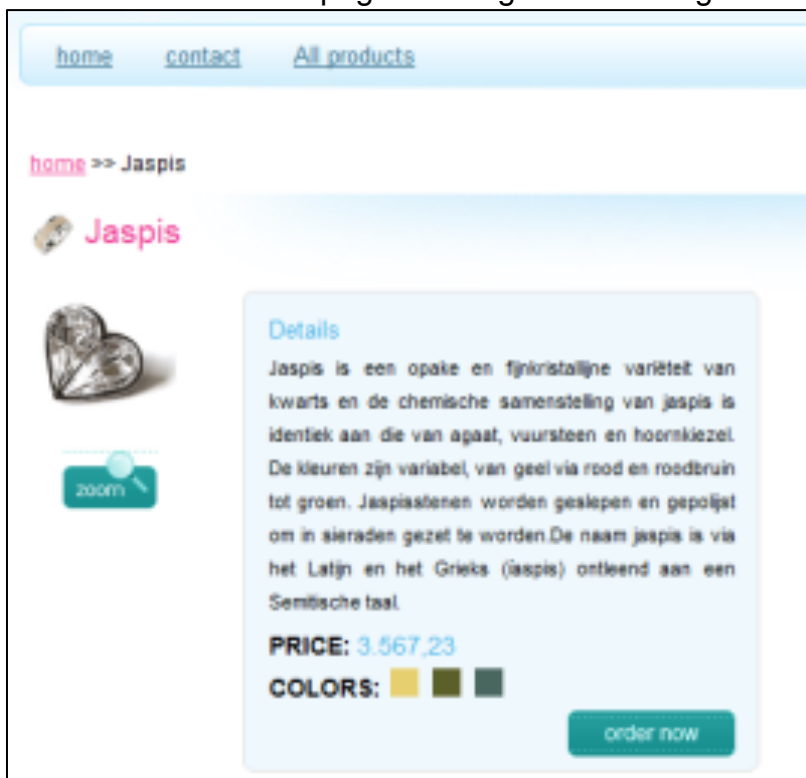 home contact All products
home >> Jaspis
Jaspis
Details
Jaspis is een opake en fijnkristallijne variëteit van
kwarts en de chemische samenstelling van jaspis is
identiek aan die van agaat, vuursteen en hoornkiezel.
De kleuren zijn variabel, van geel via rood en roodbruin
tot groen. Jaspisstenen worden geslepen en gepolijst
om in sieraden gezet te worden.De naam jaspis is via
het Latijn en het Grieks (iaspis) ontleend aan een
Semitische taal.
zoom
PRICE: 3.567,23
COLORS:
order now